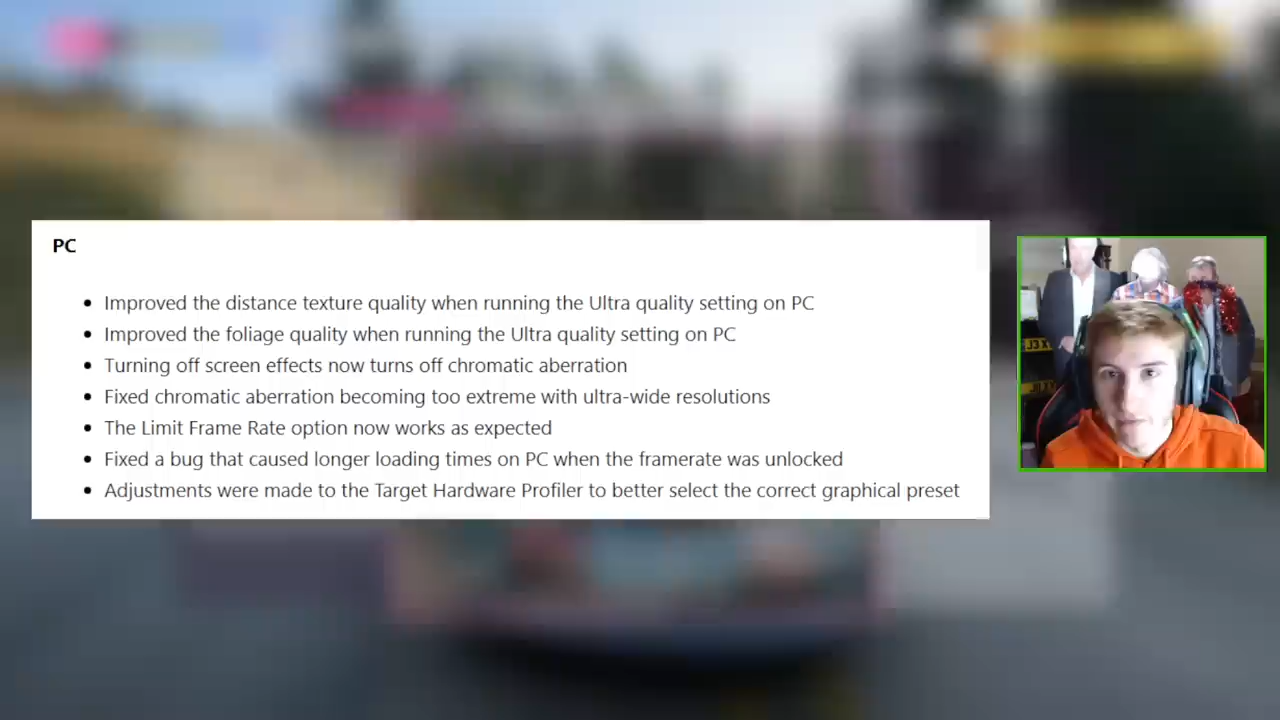 PC
• Improved the distance texture quality when running the Ultra quality setting on PC
• Improved the foliage quality when running the Ultra quality setting on PC
• Turning off screen effects now turns off chromatic aberration
• Fixed chromatic aberration becoming too extreme with ultra-wide resolutions
• The Limit Frame Rate option now works as expected
• Fixed a bug that caused longer loading times on PC when the framerate was unlocked
• Adjustments were made to the Target Hardware Profiler to better select the correct graphical preset